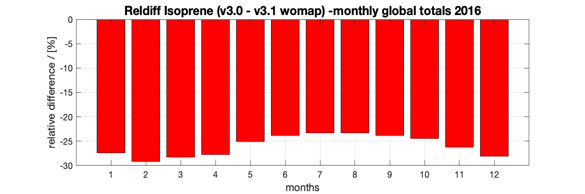 Reldiff Isoprene (v3.0 - v3.1 womap) -monthly global totals 2016
relative difference / [%]
0
-5
-10
-15
-20
-25
-30
1 2 3 4 5 6 7 8 9 10 11 12
months